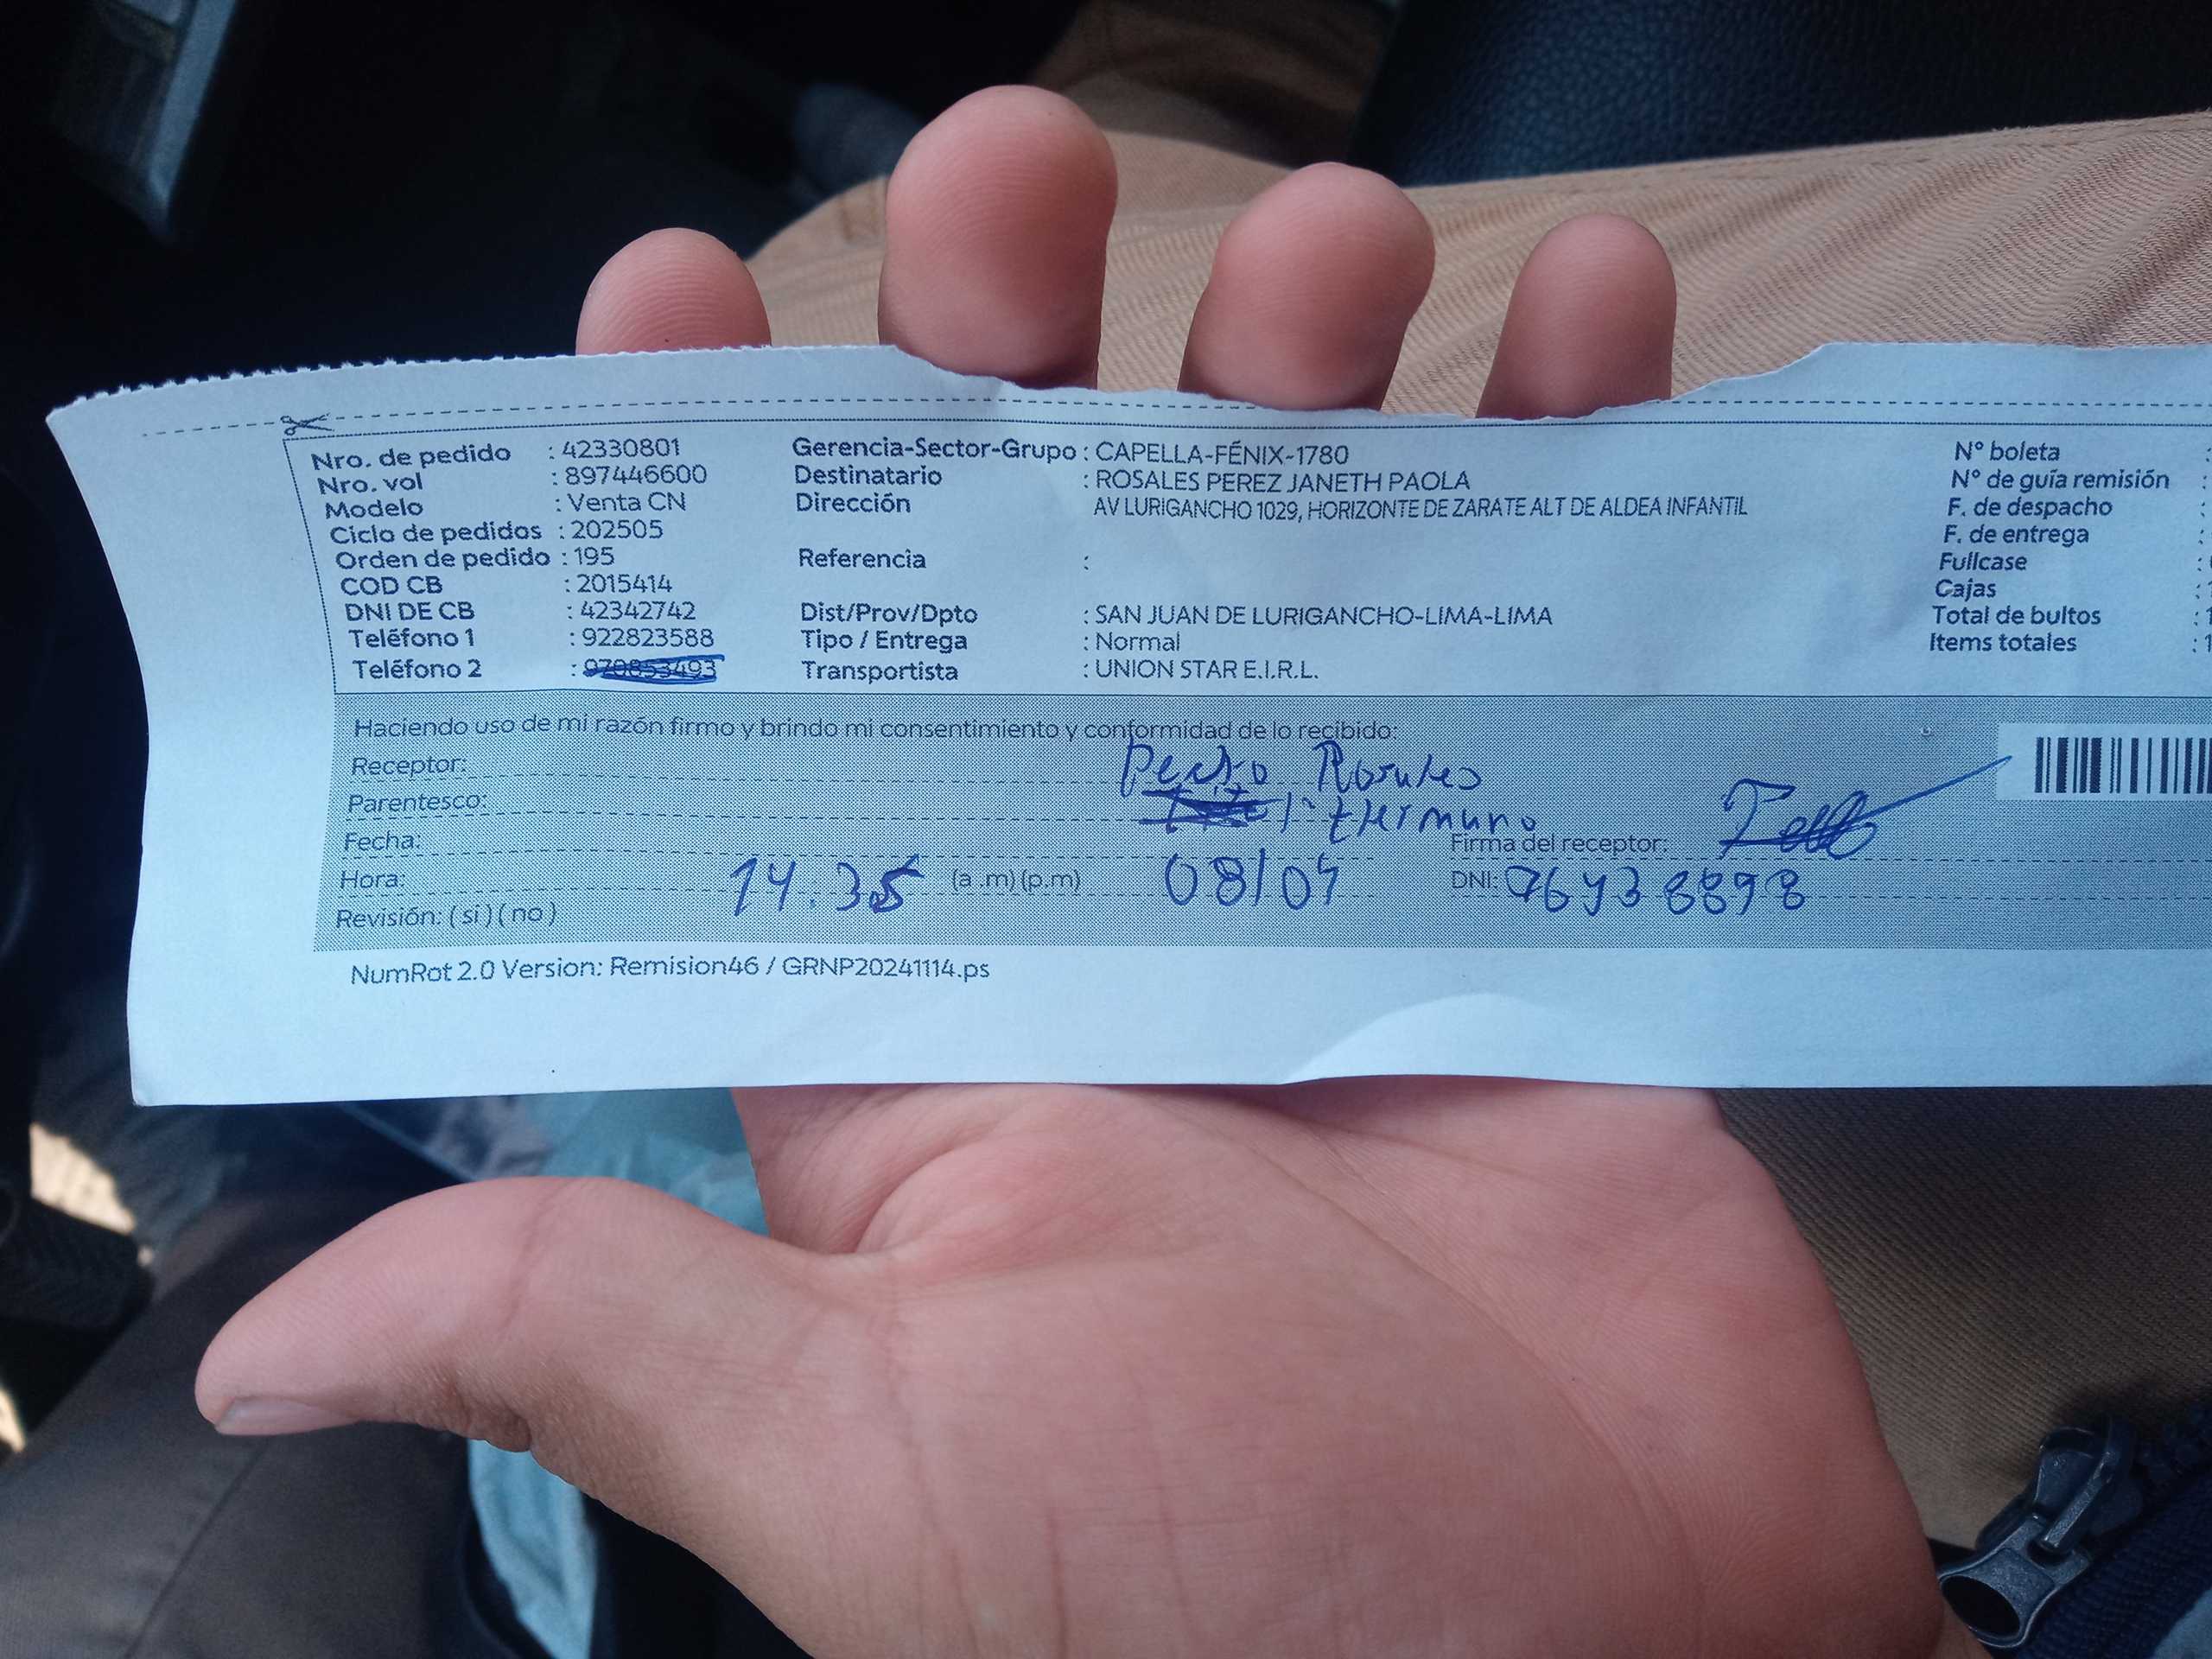 Nro. de pedido : 42330801
Nro. vol : 897446600
Modelo : Venta CN
Ciclo de pedidos : 202505
Orden de pedido : 195
COD CB : 2015414
DNI DE CB : 42342742
Teléfono 1 : 922823588
Teléfono 2 :
Gerencia-Sector-Grupo : CAPELLA-FÉNIX-1780
Destinatario : ROSALES PEREZ JANETH PAOLA
Dirección AV LURIGANCHO 1029, HORIZONTE DE ZARATE ALT DE ALDEA INFANTIL
Referencia :
Dist/Prov/Dpto : SAN JUAN DE LURIGANCHO-LIMA-LIMA
Tipo / Entrega : Normal
Transportista : UNION STAR E.I.R.L.
N° boleta :
N° de guía remisión :
F. de despacho :
F. de entrega :
Fullcase :
Cajas :
Total de bultos : 1
Items totales : 1
Haciendo uso de mi razón firmo y brindo mi consentimiento y conformidad de lo recibido:
Receptor: Pedro Rosales
Parentesco: Hermano
Fecha: Firma del receptor:
Hora: 14.35 (a .m) (p.m) 08/04 DNI:
Revisión: ( si ) ( no )
NumRot 2.0 Version: Remision46 / GRNP20241114.ps